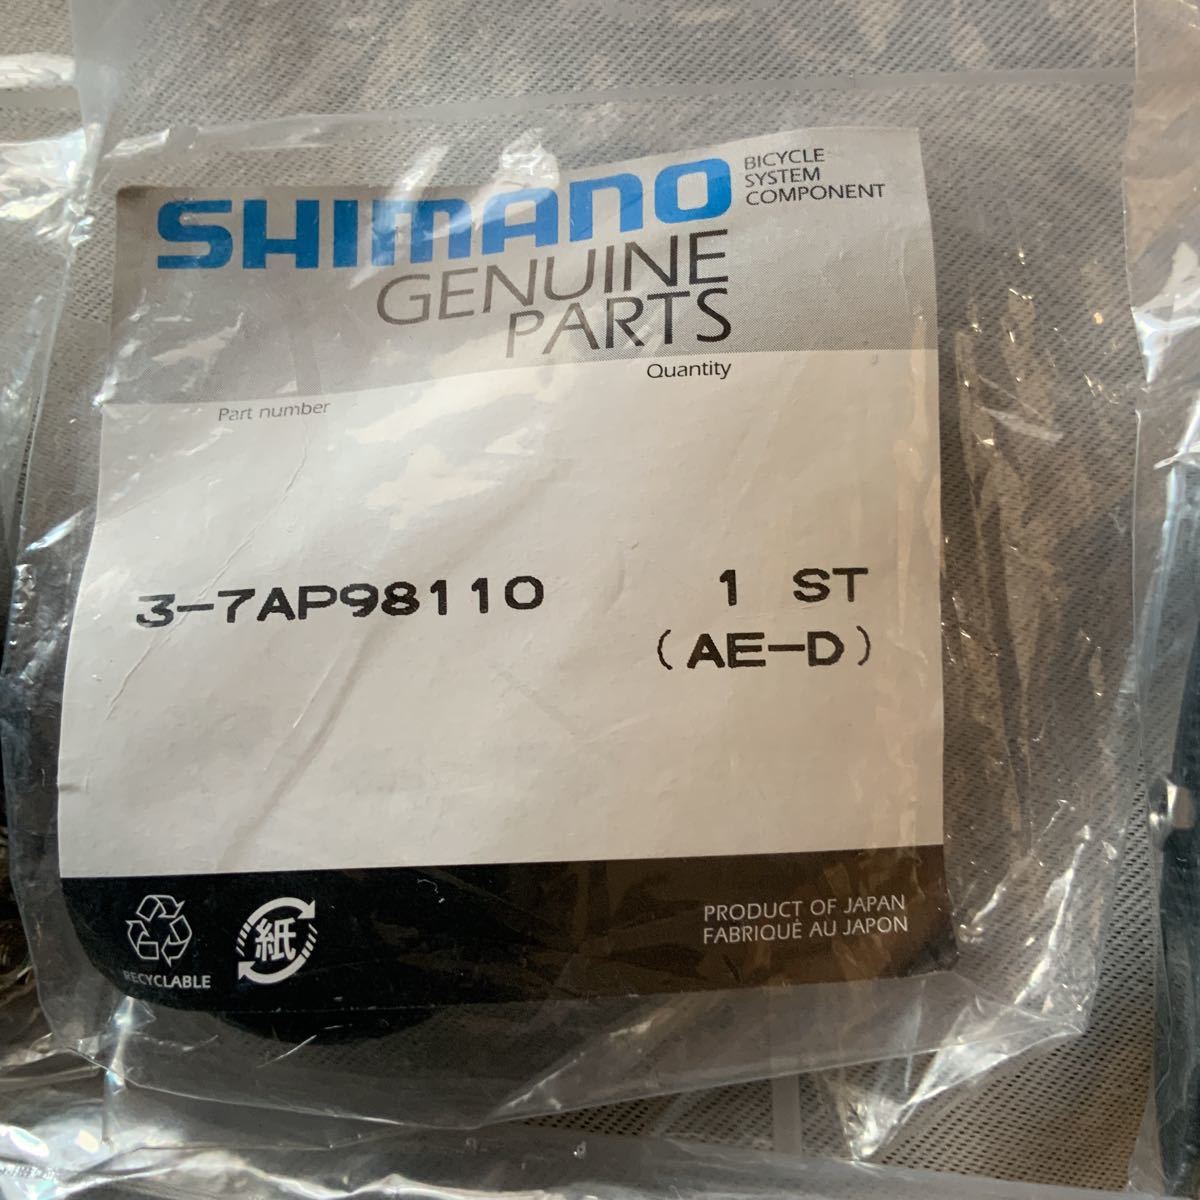 SHIMANO
BICYCLE
SYSTEM
COMPONENT
GENUINE
PARTS
Part number
Quantity
3-7AP98110
1 ST
(AE-D)
RECYCLABLE
紙
PRODUCT OF JAPAN
FABRIQUÉ AU JAPON